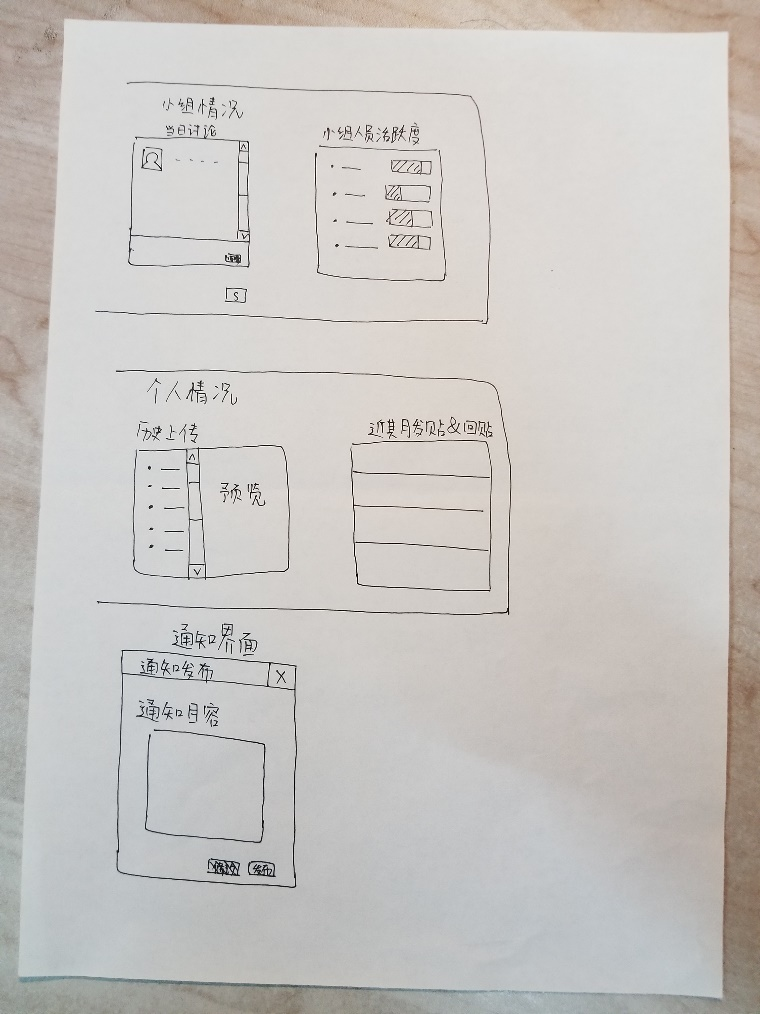 小组情况
当日讨论
小组人员活跃度
S
个人情况
历史上传
近期发贴&回贴
预览
通知界面
通知发布 X
通知内容
发布